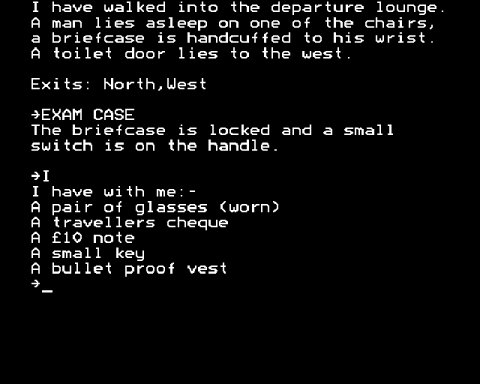 I have walked into the departure lounge.
A man lies asleep on one of the chairs,
a briefcase is handcuffed to his wrist.
A toilet door lies to the west.
Exits: North,West
→EXAM CASE
The briefcase is locked and a small
switch is on the handle.
→I
I have with me:-
A pair of glasses (worn)
A travellers cheque
A £10 note
A small key
A bullet proof vest
→_